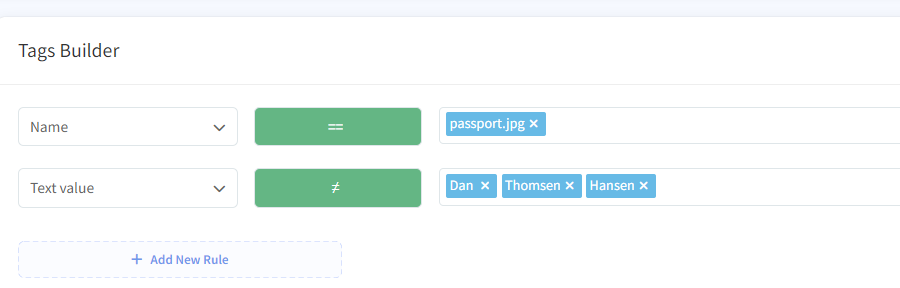 Tags Builder
Name == passport.jpg ×
Text value ≠ Dan × Thomsen × Hansen ×
+ Add New Rule